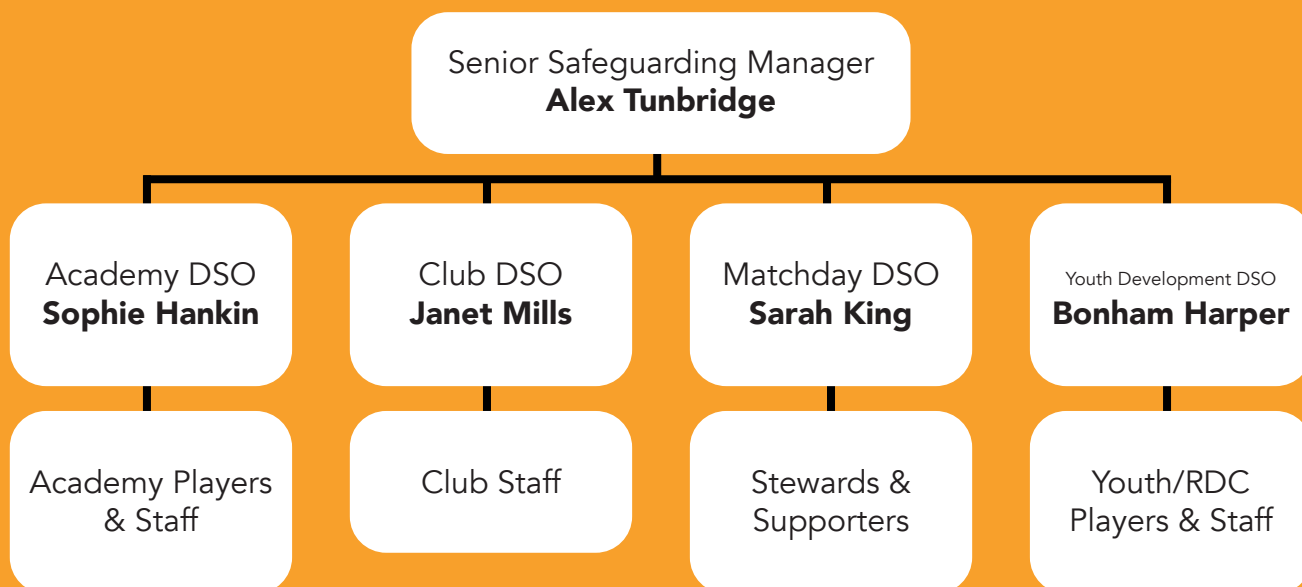 Senior Safeguarding Manager
Alex Tunbridge
Academy DSO
Sophie Hankin
Club DSO
Janet Mills
Matchday DSO
Sarah King
Youth Development DSO
Bonham Harper
Academy Players
& Staff
Club Staff
Stewards &
Supporters
Youth/RDC
Players & Staff